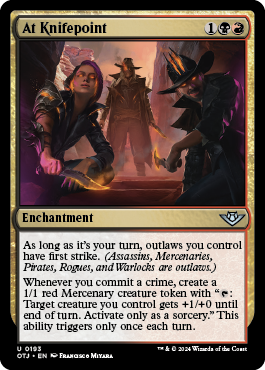 At Knifepoint 1
Enchantment
As long as it's your turn, outlaws you control
have first strike. (Assassins, Mercenaries,
Pirates, Rogues, and Warlocks are outlaws.)
Whenever you commit a crime, create a
1/1 red Mercenary creature token with “:
Target creature you control gets +1/+0 until
end of turn. Activate only as a sorcery.” This
ability triggers only once each turn.
U 0193
OTJ • EN Francisco Miyara ™ & © 2024 Wizards of the Coast